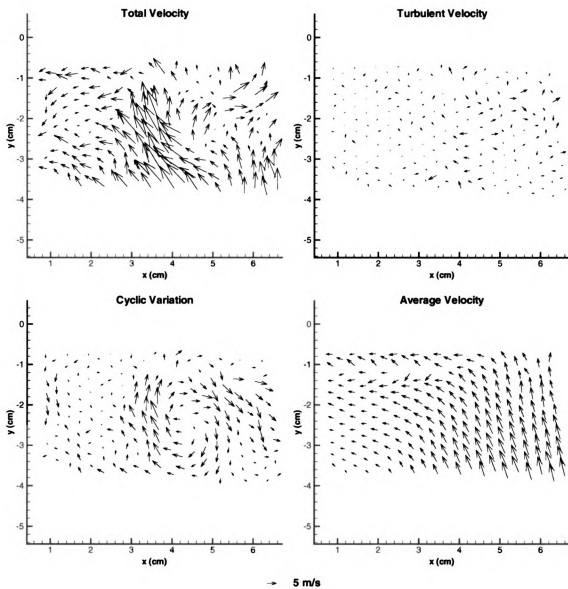 Total Velocity
0
-1
-2
-3
-4
-5
y (cm)
1 2 3 4 5 6
x (cm)
Turbulent Velocity
0
-1
-2
-3
-4
-5
y (cm)
1 2 3 4 5 6
x (cm)
Cyclic Variation
0
-1
-2
-3
-4
-5
y (cm)
1 2 3 4 5 6
x (cm)
Average Velocity
0
-1
-2
-3
-4
-5
y (cm)
1 2 3 4 5 6
x (cm)
5 m/s